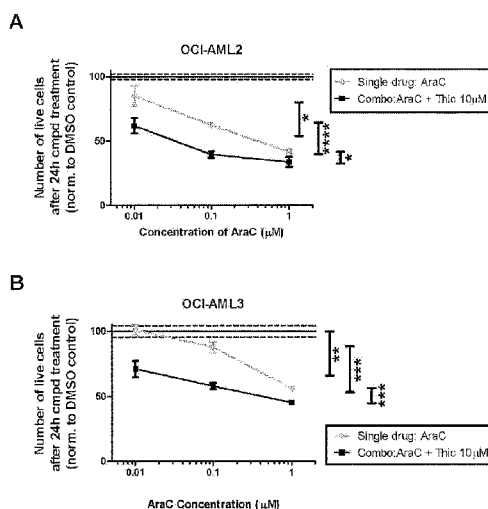 A
OCI-AML2
Number of live cells
after 24h cmpd treatment
(norm. to DMSO control)
100
50
0
0.01
0.1
1
Concentration of AraC (μM)
Single drug: AraC
Combo:AraC + Thio 10μM
*
****
*
B
OCI-AML3
Number of live cells
after 24h cmpd treatment
(norm. to DMSO control)
100
50
0
0.01
0.1
1
AraC Concentration (μM)
**
***
***
Single drug: AraC
Combo:AraC + Thio 10μM